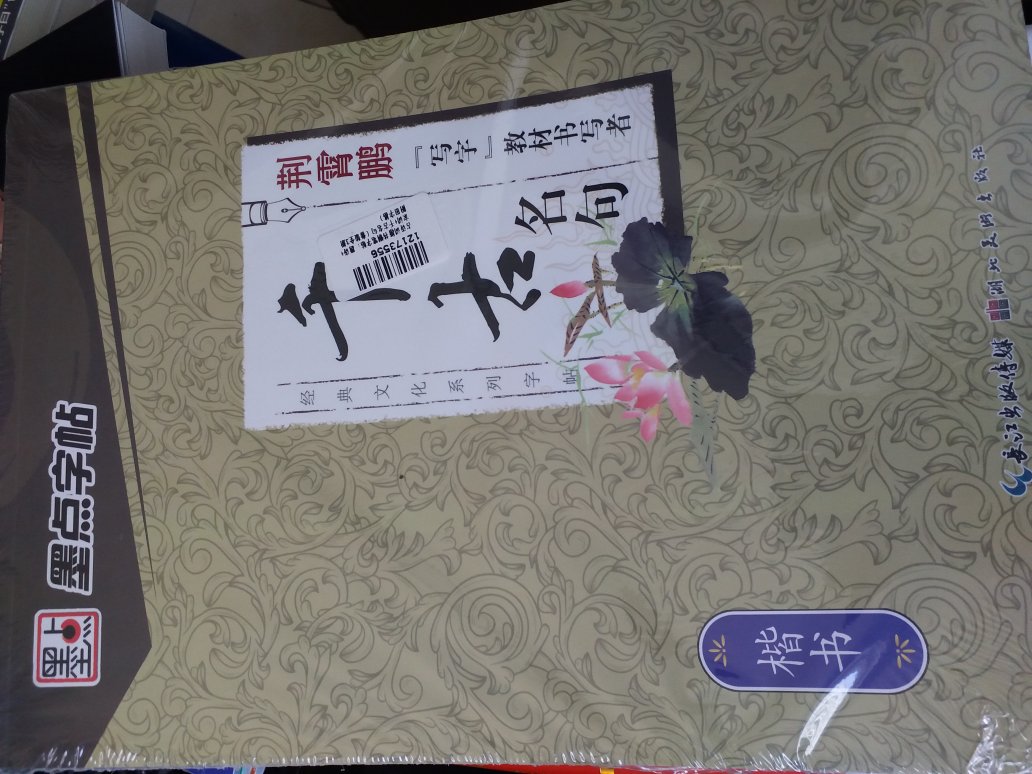 墨点
墨点字帖
荆霄鹏
『写字』教材书写者
千古
名句
经典文化系列字帖
12173556
楷书
长江出版传媒
湖北美术出版社